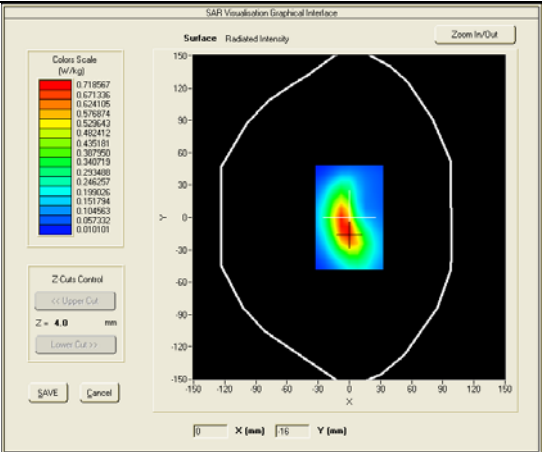 SAR Visualisation Graphical Interface
Surface Radiated Intensity
Zoom In/Out
Colors Scale
(W/kg)
0.718567
0.671336
0.624105
0.576874
0.529643
0.482412
0.435181
0.387950
0.340719
0.293488
0.246257
0.199026
0.151794
0.104563
0.057332
0.010101
Z-Cuts Control
<< Upper Cut
Z = 4.0 mm
Lower Cut >>
SAVE Cancel
150
120
90
60
30
0
-30
-60
-90
-120
-150
Y
-150 -120 -90 -60 -30 0 30 60 90 120 150
X
0 X (mm) -16 Y (mm)